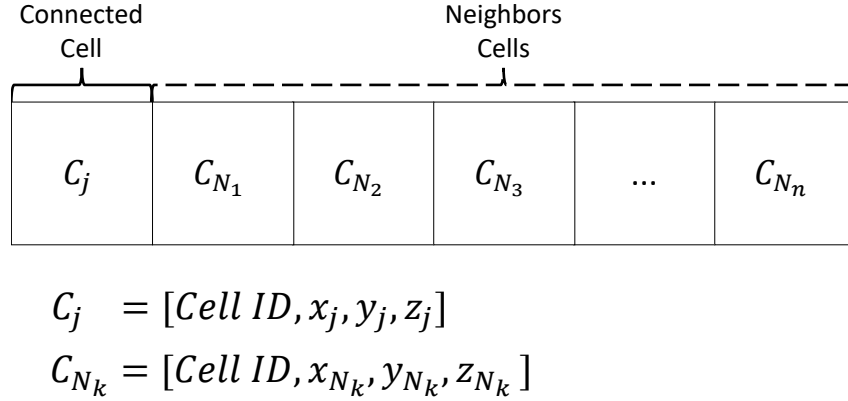 Connected Cell
Neighbors Cells
C_j C_{N_1} C_{N_2} C_{N_3} ... C_{N_n}
C_j = [Cell ID, x_j, y_j, z_j]
C_{N_k} = [Cell ID, x_{N_k}, y_{N_k}, z_{N_k} ]